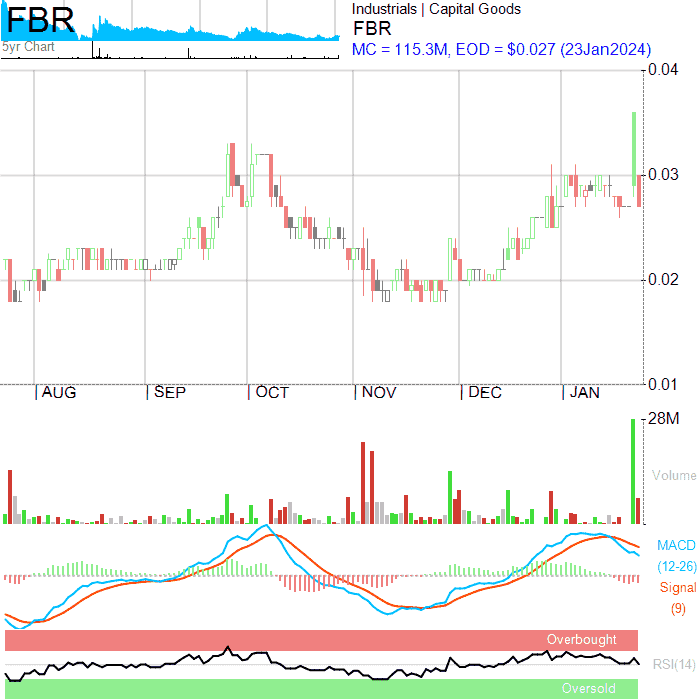 FBR
5yr Chart
Industrials | Capital Goods
FBR
MC = 115.3M, EOD = $0.027 (23Jan2024)
0.04
0.03
0.02
0.01
AUG SEP OCT NOV DEC JAN
28M
Volume
MACD
(12-26)
Signal
(9)
Overbought
RSI(14)
Oversold